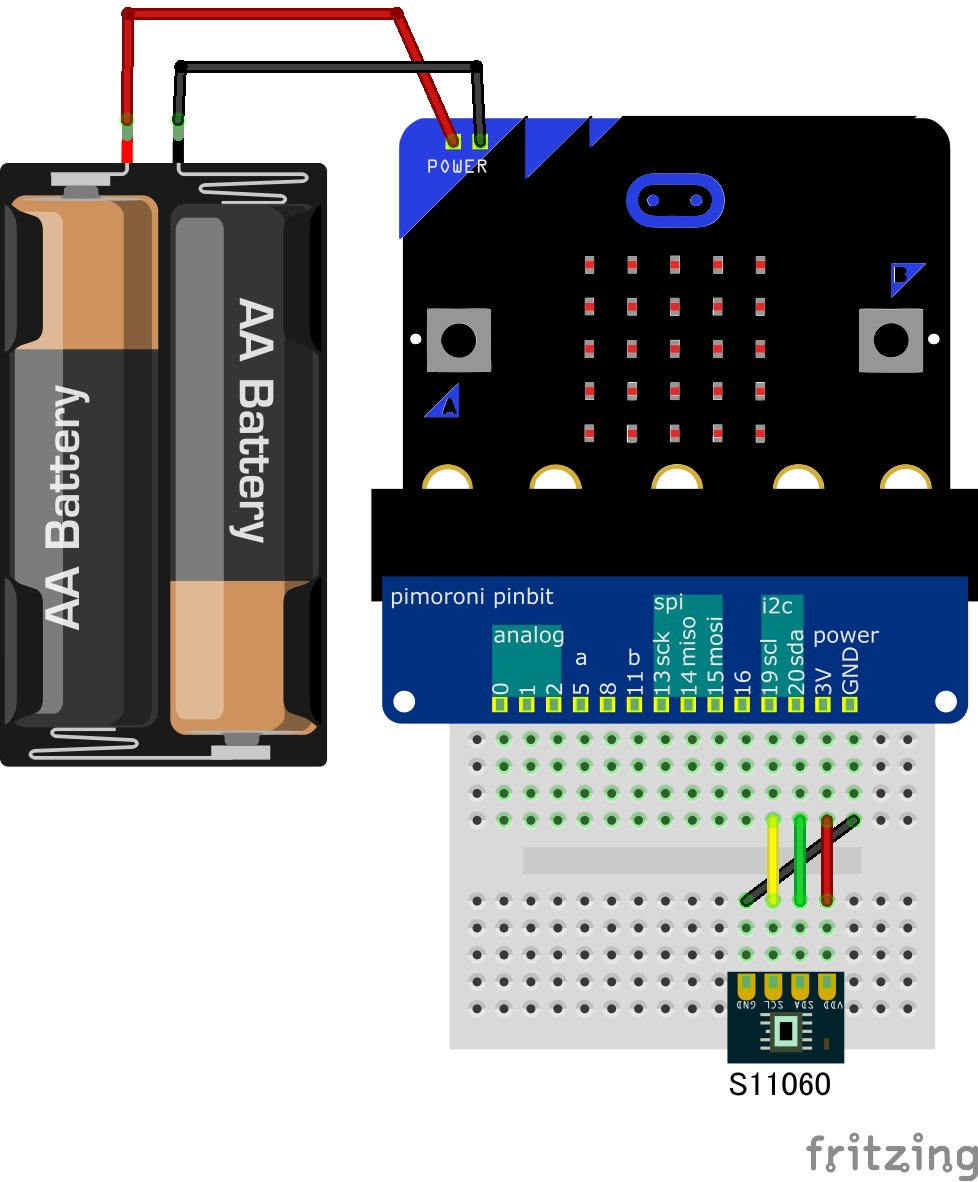 POWER
B
A
AA Battery
AA Battery
pimoroni pinbit
analog
a
b
spi
i2c
power
0
1
2
5
8
11
13 sck
14 miso
15 mosi
16
19 scl
20 sda
3V
GND
GND
SCL
SDA
VDD
S11060
fritzing